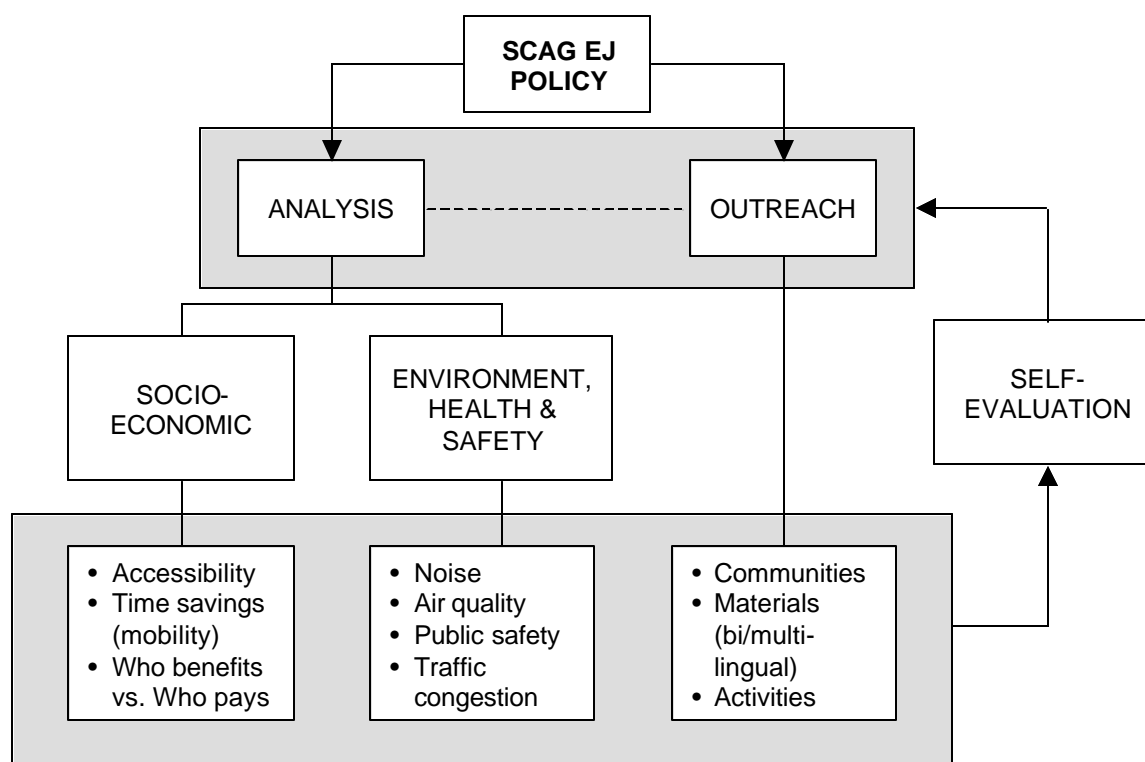 SCAG EJ
POLICY
ANALYSIS
OUTREACH
SOCIO-
ECONOMIC
ENVIRONMENT,
HEALTH &
SAFETY
SELF-
EVALUATION
• Accessibility
• Time savings
(mobility)
• Who benefits
vs. Who pays
• Noise
• Air quality
• Public safety
• Traffic
congestion
• Communities
• Materials
(bi/multi-
lingual)
• Activities